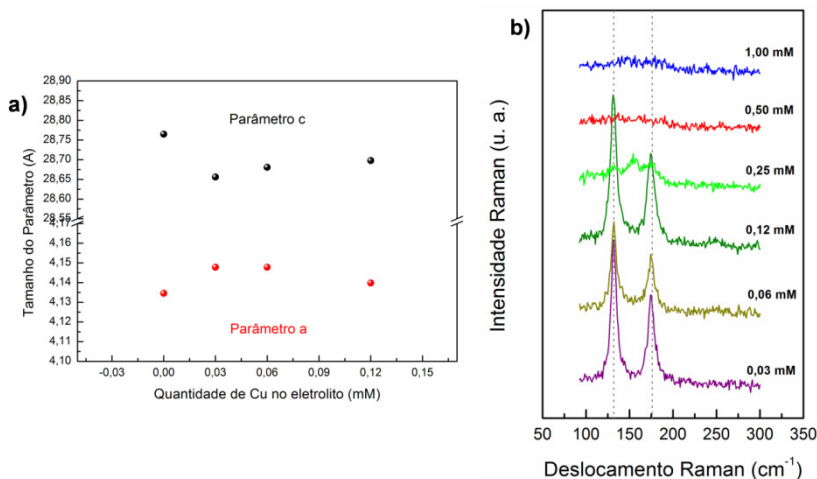 a)
Tamanho do Parâmetro (A)
28,90
28,85
28,80
28,75
28,70
28,65
28,60
28,55
4,17
4,16
4,15
4,14
4,13
4,12
4,11
4,10
Parâmetro c
Parâmetro a
-0,03 0,00 0,03 0,06 0,09 0,12 0,15
Quantidade de Cu no eletrolito (mM)
b)
Intensidade Raman (u. a.)
1,00 mM
0,50 mM
0,25 mM
0,12 mM
0,06 mM
0,03 mM
50 100 150 200 250 300 350
Deslocamento Raman (cm⁻¹)